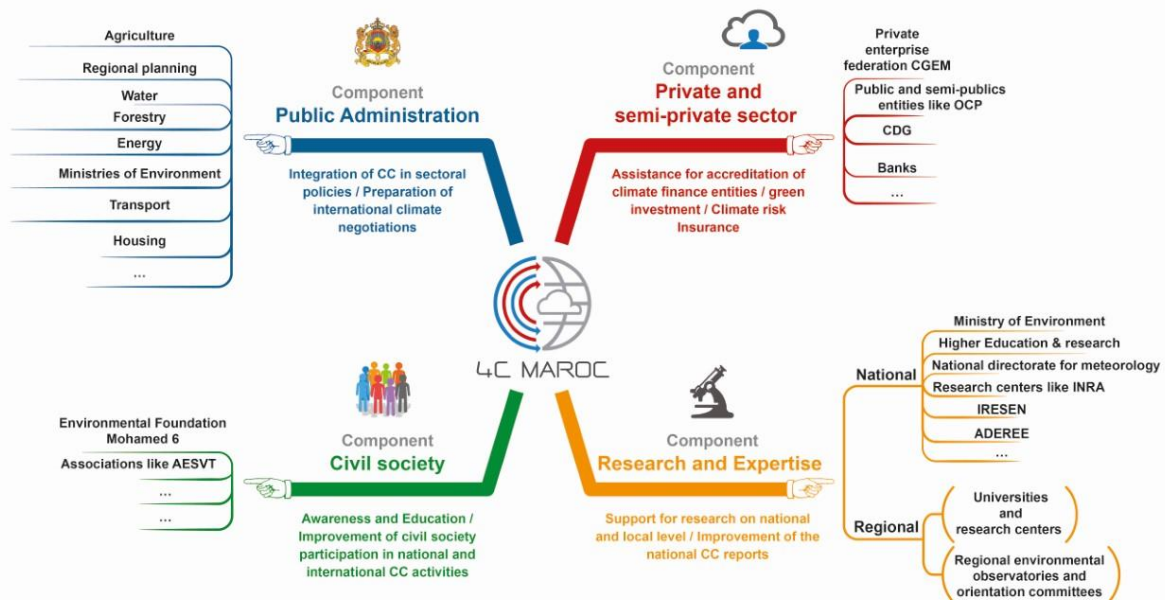 Agriculture
Regional planning
Water
Forestry
Energy
Ministries of Environment
Transport
Housing
...
Component
Public Administration
Integration of CC in sectoral
policies / Preparation of
international climate
negotiations
Component
Private and
semi-private sector
Assistance for accreditation of
climate finance entities / green
investment / Climate risk
Insurance
Private
enterprise
federation CGEM
Public and semi-publics
entities like OCP
CDG
Banks
...
4C MAROC
Environmental Foundation
Mohamed 6
Associations like AESVT
...
...
Component
Civil society
Awareness and Education /
Improvement of civil society
participation in national and
international CC activities
Component
Research and Expertise
Support for research on national
and local level / Improvement of the
national CC reports
National
Ministry of Environment
Higher Education & research
National directorate for meteorology
Research centers like INRA
IRESEN
ADEREE
...
Regional
Universities
and
research centers
Regional environmental
observatories and
orientation committees